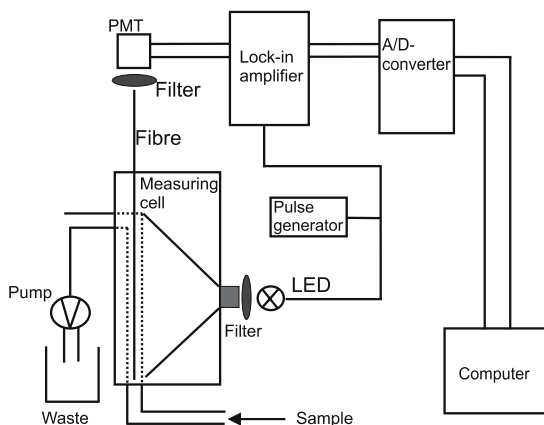 PMT
Lock-in
amplifier
A/D-
converter
Filter
Fibre
Measuring
cell
Pulse
generator
LED
Pump
Filter
Computer
Waste
Sample